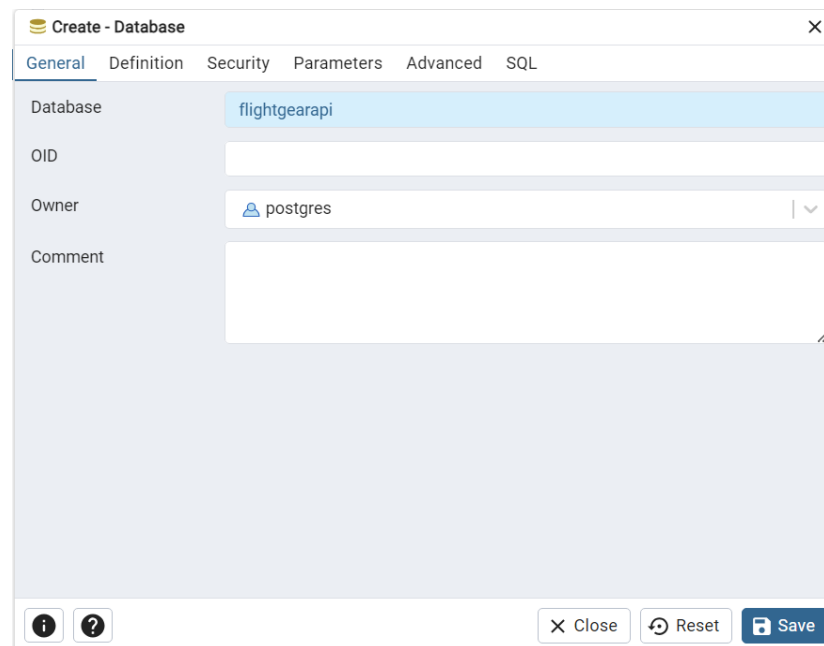 Create - Database
General Definition Security Parameters Advanced SQL
Database flightgearapi
OID
Owner postgres
Comment
Close Reset Save